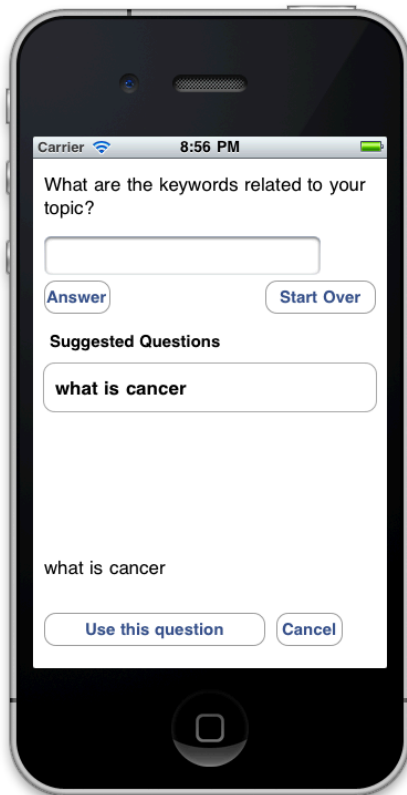 Carrier 8:56 PM
What are the keywords related to your
topic?
Answer Start Over
Suggested Questions
what is cancer
what is cancer
Use this question Cancel